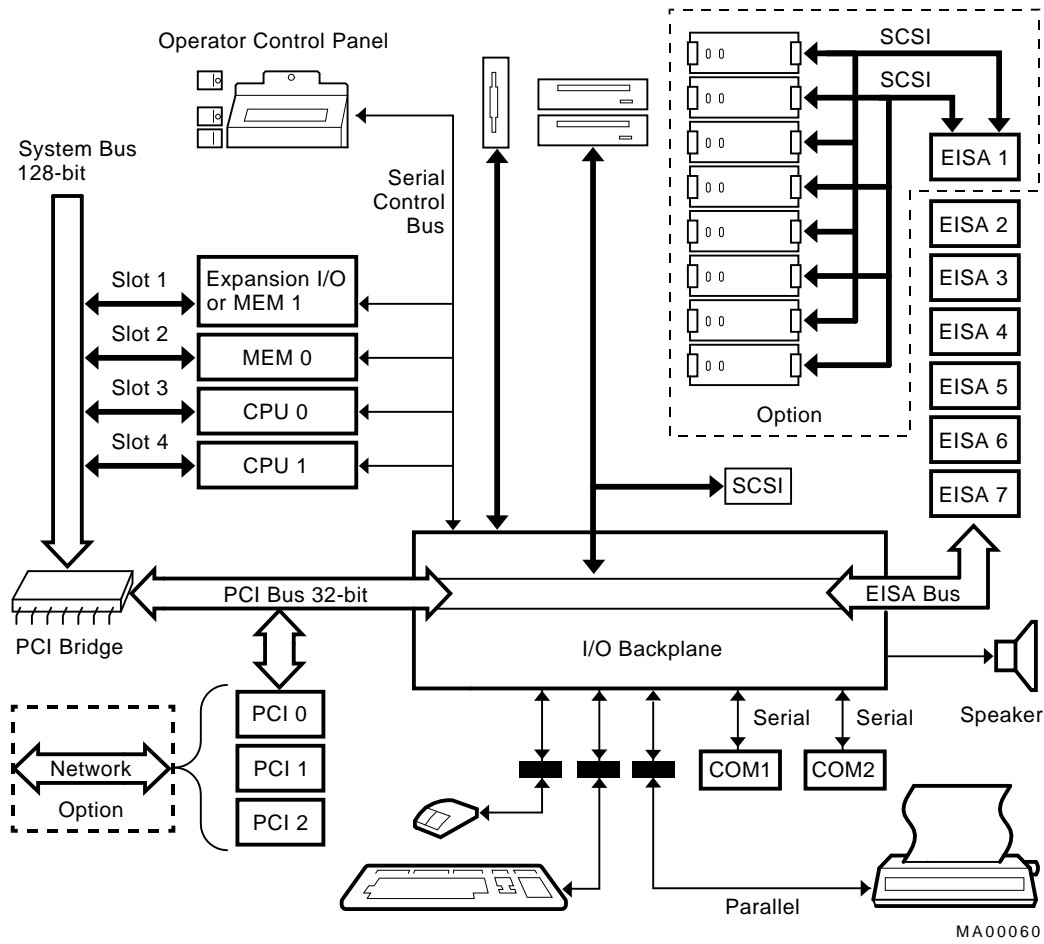 Operator Control Panel
SCSI
SCSI
System Bus
128-bit
EISA 1
Serial
Control
Bus
EISA 2
Slot 1
Expansion I/O
or MEM 1
EISA 3
Slot 2
MEM 0
EISA 4
Slot 3
CPU 0
EISA 5
Option
Slot 4
CPU 1
EISA 6
SCSI
EISA 7
PCI Bus 32-bit
EISA Bus
PCI Bridge
I/O Backplane
PCI 0
Serial
Serial
Speaker
Network
PCI 1
COM1
COM2
Option
PCI 2
Parallel
MA00060